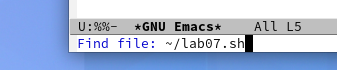 U:%%-  *GNU Emacs*   All L5
Find file: ~/lab07.sh